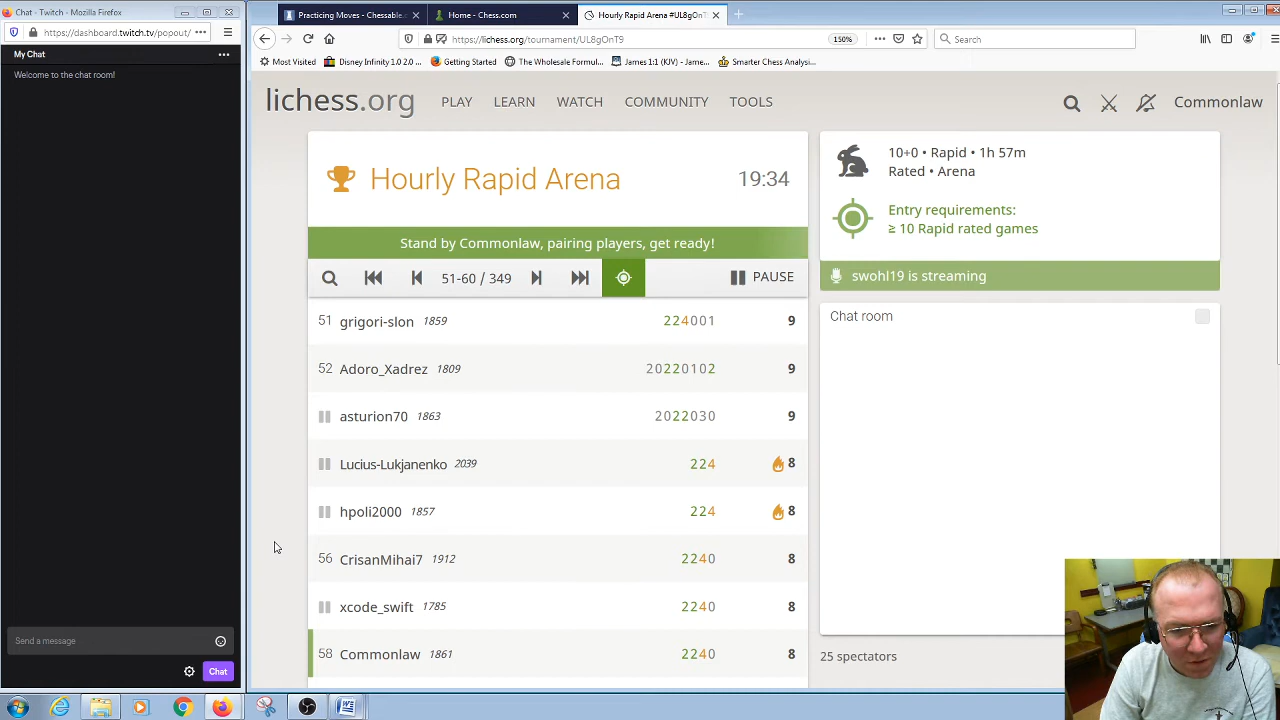 Chat - Twitch - Mozilla Firefox
https://dashboard.twitch.tv/popout/
My Chat
Welcome to the chat room!
Send a message
Chat
Practicing Moves - Chessable.
Home - Chess.com
Hourly Rapid Arena #UL8gOnT
https://lichess.org/tournament/UL8gOnT9
150%
Search
Most Visited
Disney Infinity 1.0 2.0 ...
Getting Started
The Wholesale Formul...
James 1:1 (KJV) - Jame...
Smarter Chess Analysi...
lichess.org
PLAY
LEARN
WATCH
COMMUNITY
TOOLS
Commonlaw
Hourly Rapid Arena
19:34
Stand by Commonlaw, pairing players, get ready!
51-60 / 349
PAUSE
51 grigori-slon 1859 224001 9
52 Adoro_Xadrez 1809 20220102 9
asturion70 1863 2022030 9
Lucius-Lukjanenko 2039 224 8
hpoli2000 1857 224 8
56 CrisanMihai7 1912 2240 8
xcode_swift 1785 2240 8
58 Commonlaw 1861 2240 8
10+0 • Rapid • 1h 57m
Rated • Arena
Entry requirements:
≥ 10 Rapid rated games
swohl19 is streaming
Chat room
25 spectators